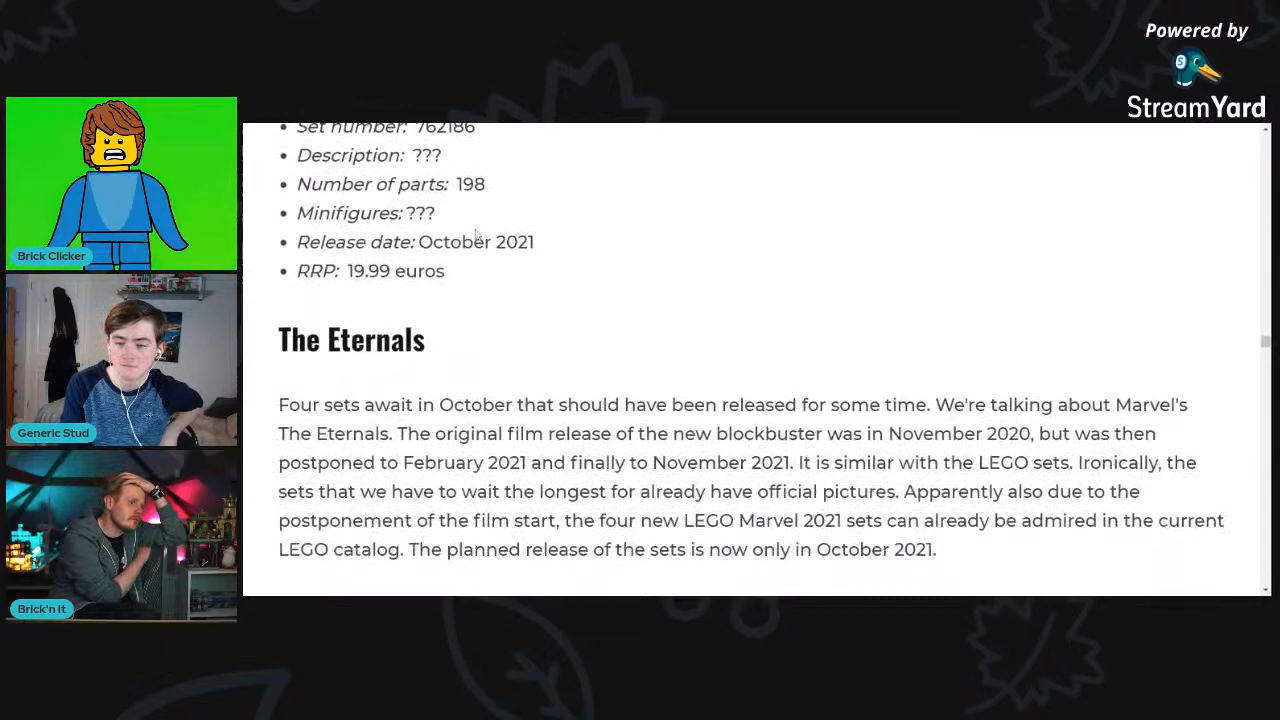 Powered by
StreamYard
Set number: 762186
Description: ???
Number of parts: 198
Minifigures: ???
Release date: October 2021
RRP: 19.99 euros
The Eternals
Four sets await in October that should have been released for some time. We're talking about Marvel's
The Eternals. The original film release of the new blockbuster was in November 2020, but was then
postponed to February 2021 and finally to November 2021. It is similar with the LEGO sets. Ironically, the
sets that we have to wait the longest for already have official pictures. Apparently also due to the
postponement of the film start, the four new LEGO Marvel 2021 sets can already be admired in the current
LEGO catalog. The planned release of the sets is now only in October 2021.
Brick Clicker
Generic Stud
Brick'n It